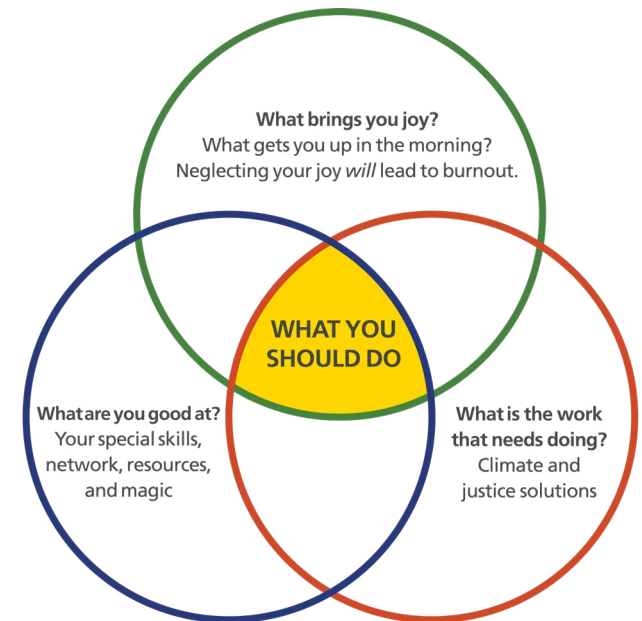 What brings you joy?
What gets you up in the morning?
Neglecting your joy will lead to burnout.
WHAT YOU
SHOULD DO
What are you good at?
Your special skills,
network, resources,
and magic
What is the work
that needs doing?
Climate and
justice solutions